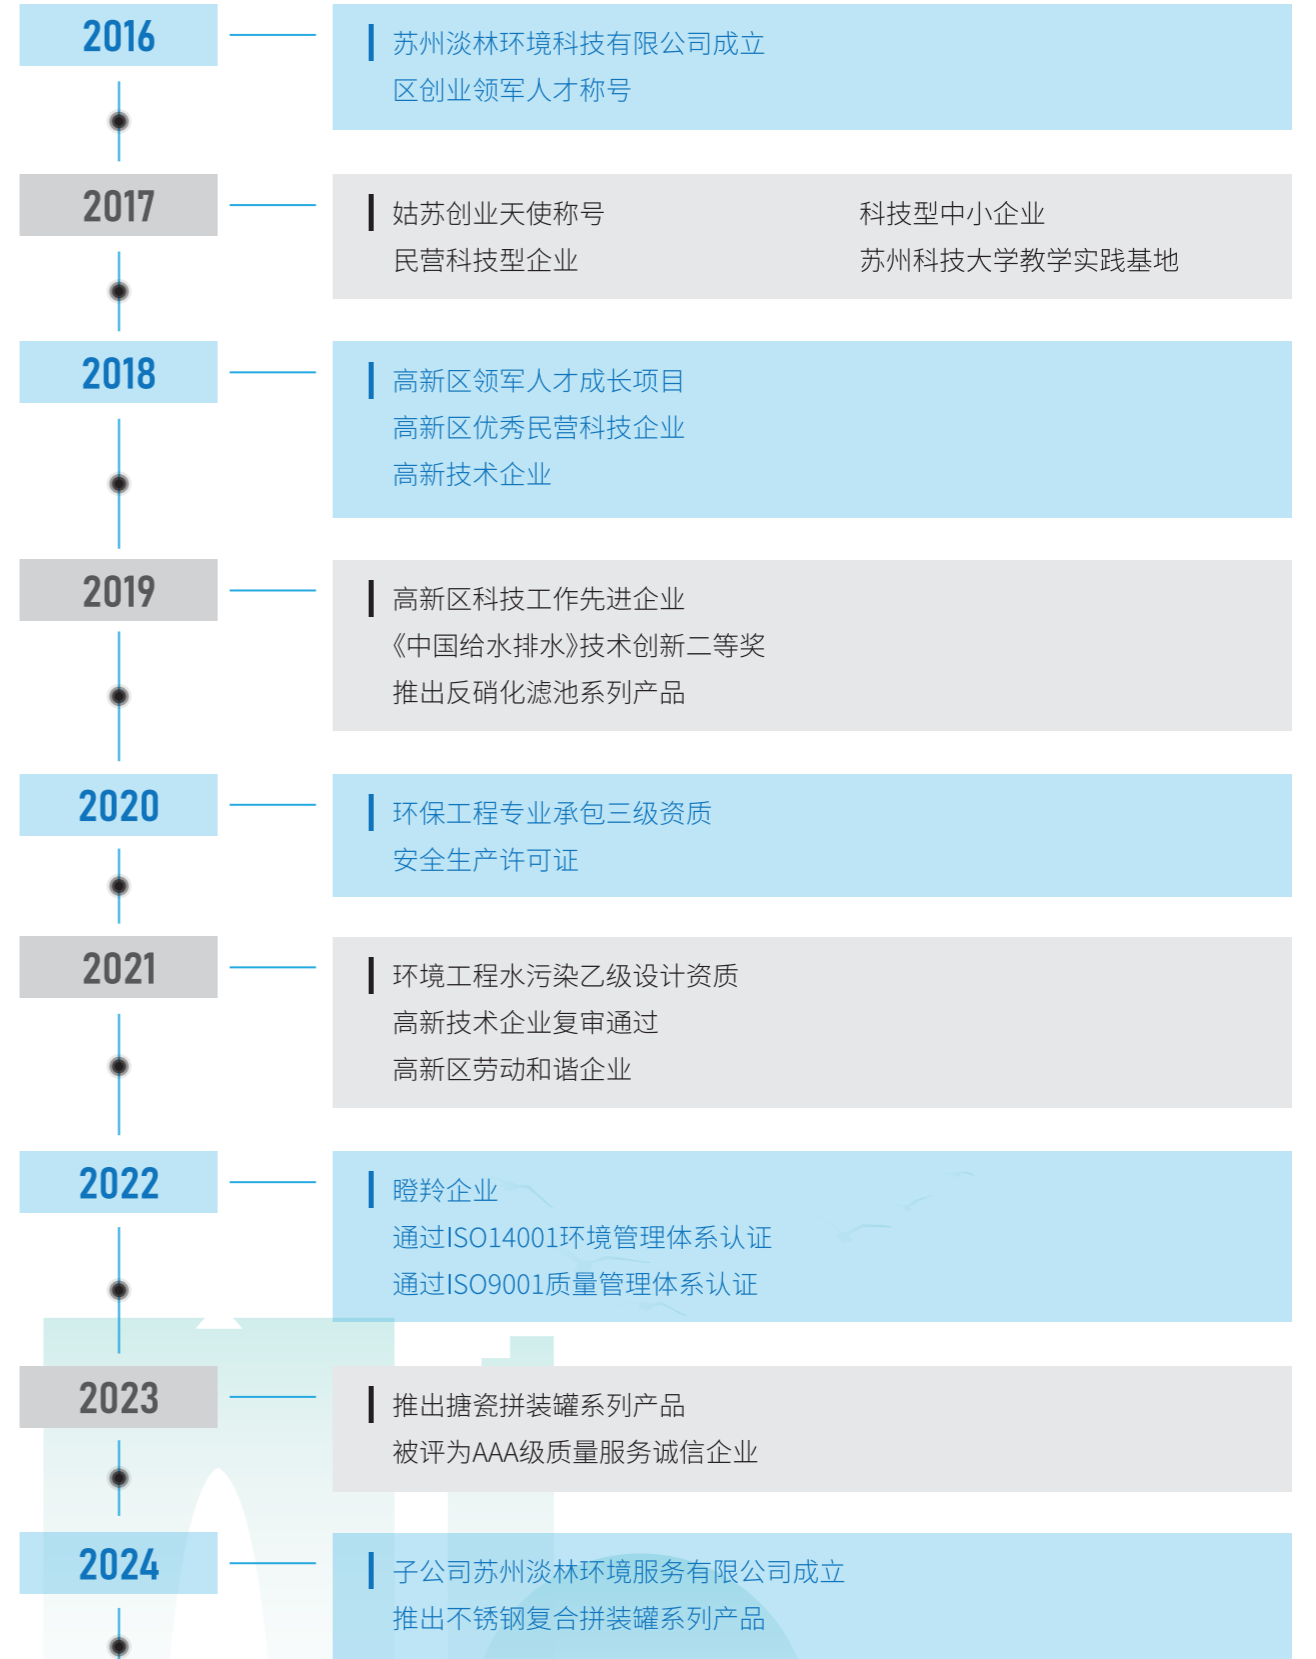 2016
苏州淡林环境科技有限公司成立
区创业领军人才称号
2017
姑苏创业天使称号 科技型中小企业
民营科技型企业 苏州科技大学教学实践基地
2018
高新区领军人才成长项目
高新区优秀民营科技企业
高新技术企业
2019
高新区科技工作先进企业
《中国给水排水》技术创新二等奖
推出反硝化滤池系列产品
2020
环保工程专业承包三级资质
安全生产许可证
2021
环境工程水污染乙级设计资质
高新技术企业复审通过
高新区劳动和谐企业
2022
瞪羚企业
通过ISO14001环境管理体系认证
通过ISO9001质量管理体系认证
2023
推出搪瓷拼装罐系列产品
被评为AAA级质量服务诚信企业
2024
子公司苏州淡林环境服务有限公司成立
推出不锈钢复合拼装罐系列产品